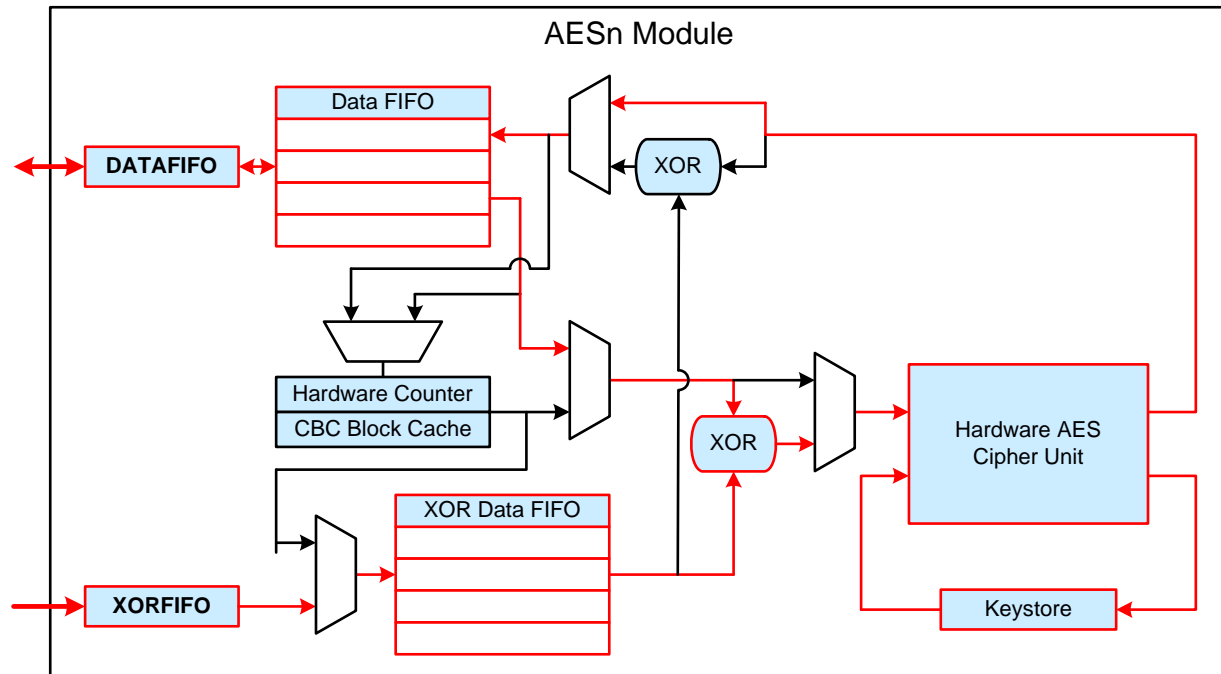 AESn Module
Data FIFO
XOR
DATAFIFO
Hardware Counter
CBC Block Cache
XOR
Hardware AES
Cipher Unit
XOR Data FIFO
XORFIFO
Keystore